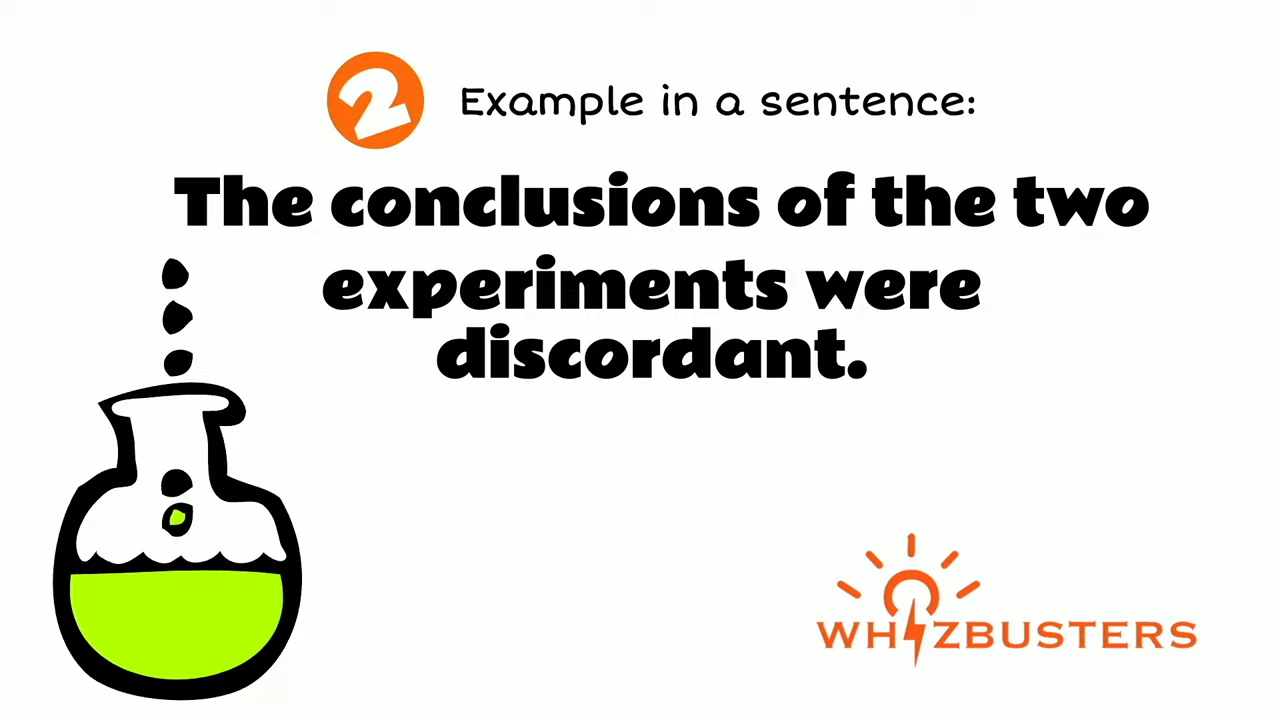 2 Example in a sentence:
The conclusions of the two
experiments were
discordant.
WHIZBUSTERS